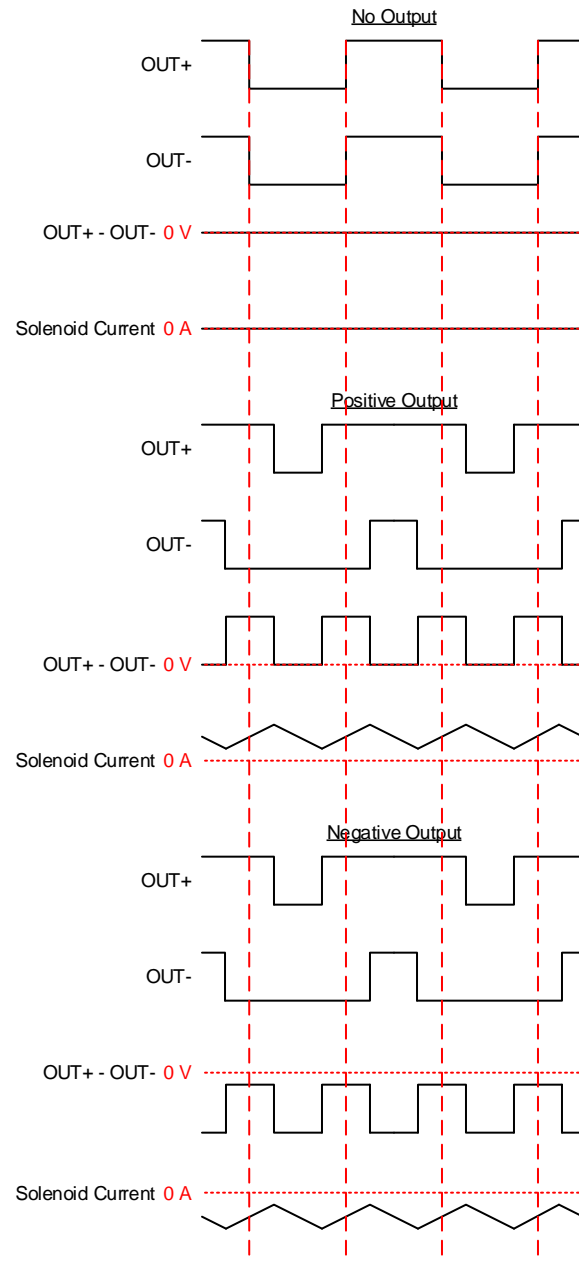 No Output
OUT+
OUT-
OUT+ - OUT- 0 V
Solenoid Current 0 A
Positive Output
OUT+
OUT-
OUT+ - OUT- 0 V
Solenoid Current 0 A
Negative Output
OUT+
OUT-
OUT+ - OUT- 0 V
Solenoid Current 0 A